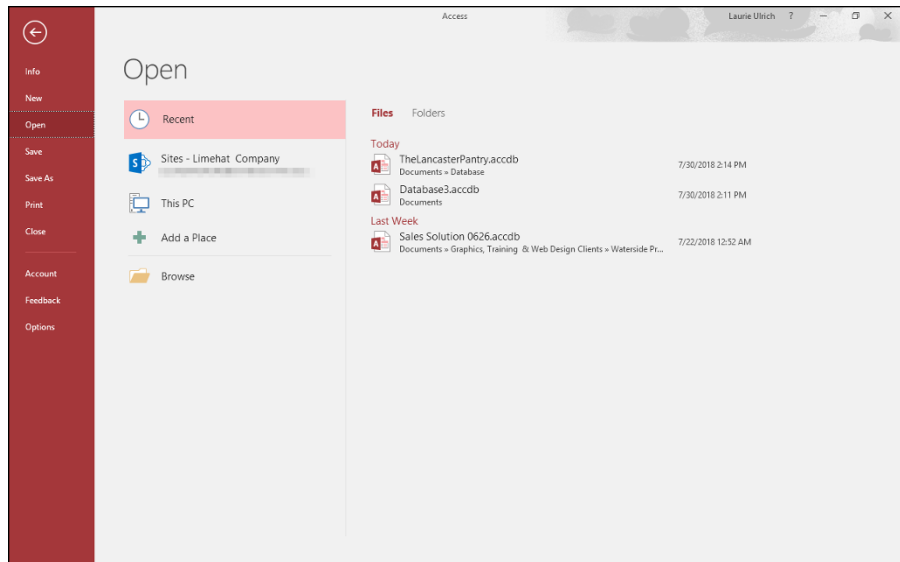 Access
Laurie Ulrich ?
Info
New
Open
Save
Save As
Print
Close
Account
Feedback
Options
Open
Recent
Sites - Limehat Company
This PC
Add a Place
Browse
Files Folders
Today
TheLancasterPantry.accdb
Documents » Database
7/30/2018 2:14 PM
Database3.accdb
Documents
7/30/2018 2:11 PM
Last Week
Sales Solution 0626.accdb
Documents » Graphics, Training & Web Design Clients » Waterside Pr...
7/22/2018 12:52 AM